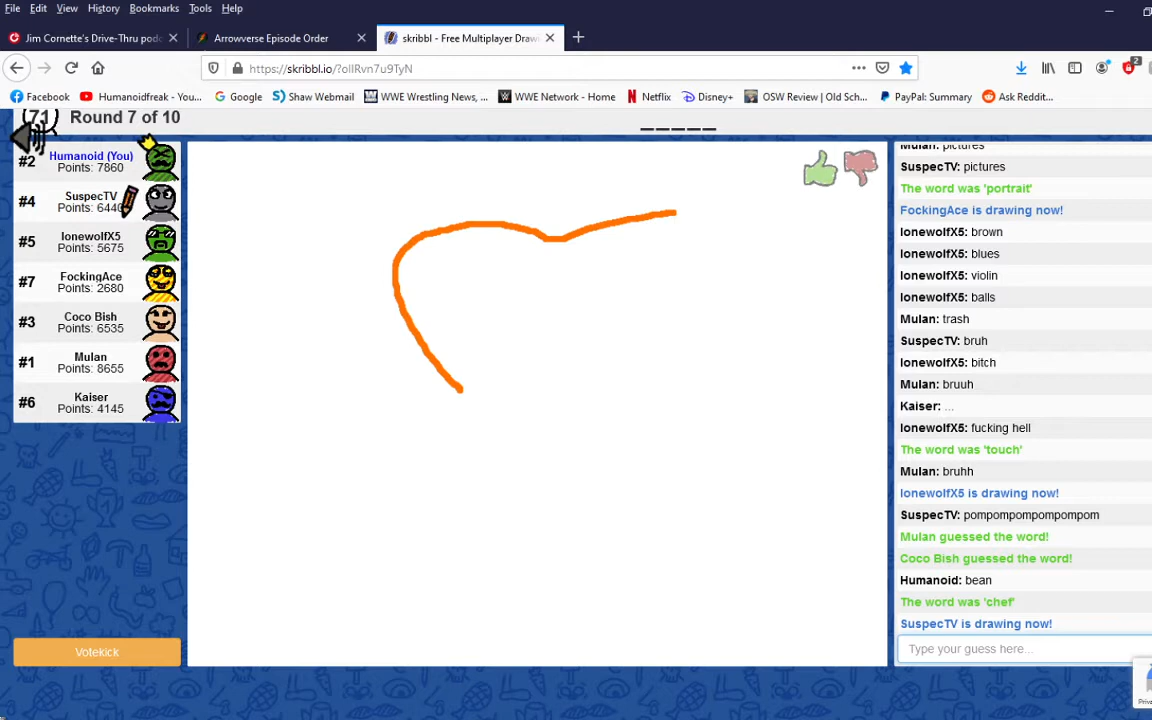 File Edit View History Bookmarks Tools Help
Jim Cornette's Drive-Thru pod
Arrowverse Episode Order
skribbl - Free Multiplayer Draw
https://skribbl.io/?olIRvn7u9TyN
Facebook
Humanoidfreak - You...
Google
Shaw Webmail
WWE Wrestling News, ...
WWE Network - Home
Netflix
Disney+
OSW Review | Old Sch...
PayPal: Summary
Ask Reddit...
2
71 Round 7 of 10
_ _ _ _ _
#2 Humanoid (You)
Points: 7860
#4 SuspecTV
Points: 6440
#5 lonewolfX5
Points: 5675
#7 FockingAce
Points: 2680
#3 Coco Bish
Points: 6535
#1 Mulan
Points: 8655
#6 Kaiser
Points: 4145
Votekick
Mulan: pictures
SuspecTV: pictures
The word was 'portrait'
FockingAce is drawing now!
lonewolfX5: brown
lonewolfX5: blues
lonewolfX5: violin
lonewolfX5: balls
Mulan: trash
SuspecTV: bruh
lonewolfX5: bitch
Mulan: bruuh
Kaiser: ...
lonewolfX5: fucking hell
The word was 'touch'
Mulan: bruhh
lonewolfX5 is drawing now!
SuspecTV: pompompompompompom
Mulan guessed the word!
Coco Bish guessed the word!
Humanoid: bean
The word was 'chef'
SuspecTV is drawing now!
Type your guess here...